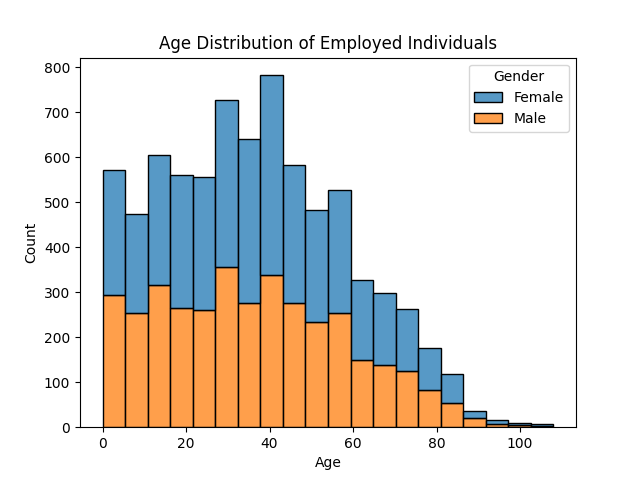 Age Distribution of Employed Individuals
Gender
Female
Male
Count
800
700
600
500
400
300
200
100
0
0 20 40 60 80 100
Age